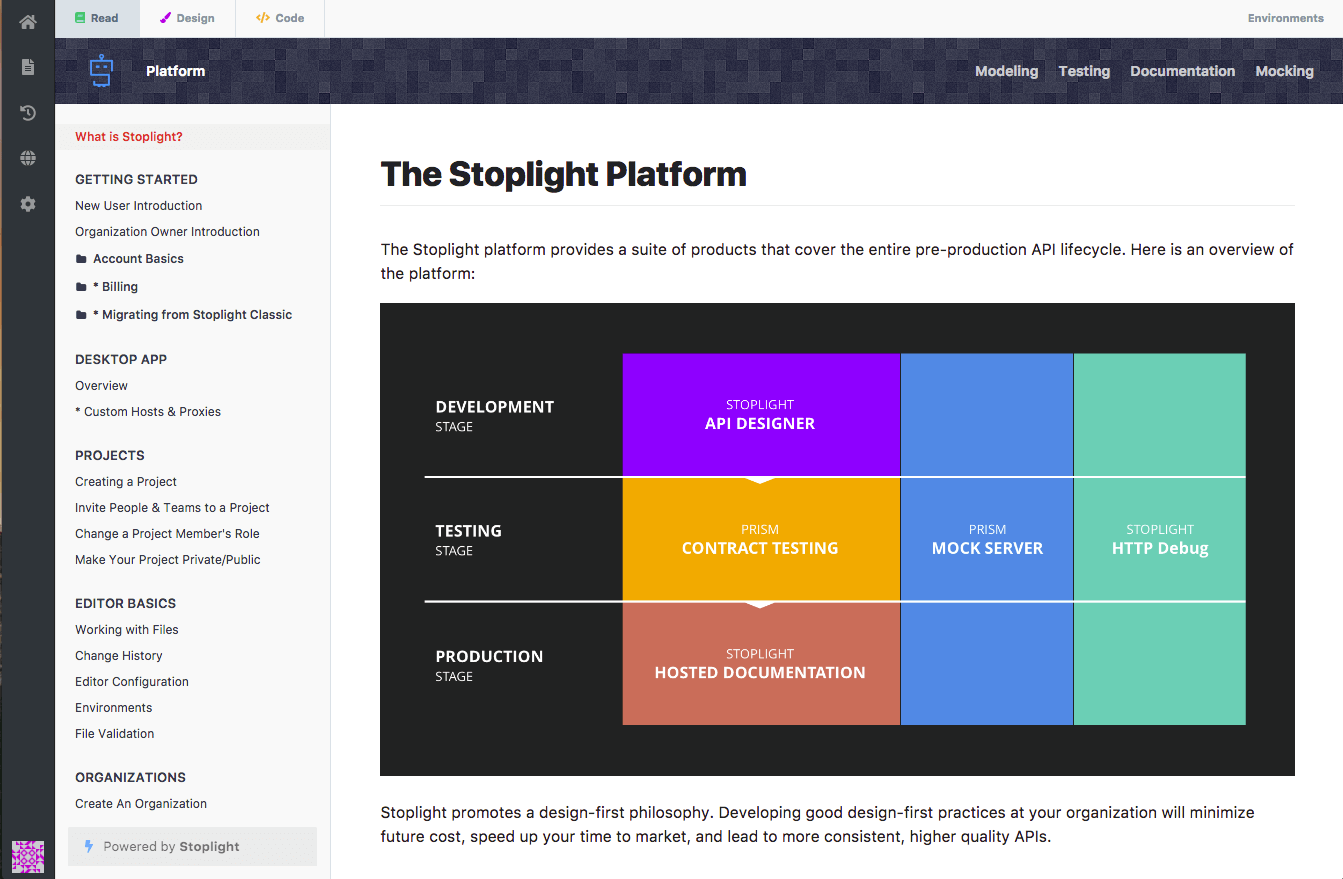 Read
Design
</> Code
Environments
Platform
Modeling
Testing
Documentation
Mocking
What is Stoplight?
GETTING STARTED
New User Introduction
Organization Owner Introduction
Account Basics
* Billing
* Migrating from Stoplight Classic
DESKTOP APP
Overview
* Custom Hosts & Proxies
PROJECTS
Creating a Project
Invite People & Teams to a Project
Change a Project Member's Role
Make Your Project Private/Public
EDITOR BASICS
Working with Files
Change History
Editor Configuration
Environments
File Validation
ORGANIZATIONS
Create An Organization
Powered by Stoplight
The Stoplight Platform
The Stoplight platform provides a suite of products that cover the entire pre-production API lifecycle. Here is an overview of
the platform:
DEVELOPMENT
STAGE
STOPLIGHT
API DESIGNER
TESTING
STAGE
PRISM
CONTRACT TESTING
PRISM
MOCK SERVER
STOPLIGHT
HTTP Debug
PRODUCTION
STAGE
STOPLIGHT
HOSTED DOCUMENTATION
Stoplight promotes a design-first philosophy. Developing good design-first practices at your organization will minimize
future cost, speed up your time to market, and lead to more consistent, higher quality APIs.